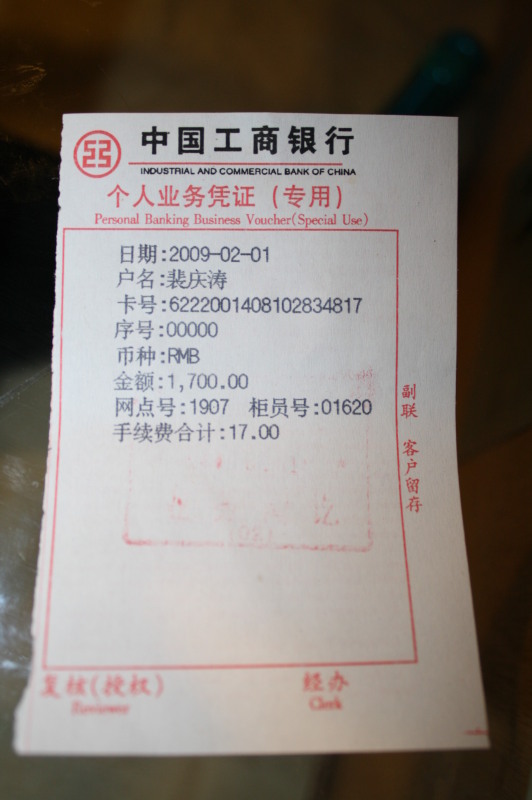 中国工商银行
INDUSTRIAL AND COMMERCIAL BANK OF CHINA
个人业务凭证（专用）
Personal Banking Business Voucher(Special Use)
日期:2009-02-01
户名:裴庆涛
卡号:6222001408102834817
序号:00000
币种:RMB
金额:1,700.00
网点号:1907 柜员号:01620
手续费合计:17.00
副联 客户留存
复核(授权) 经办
Reviewer Clerk